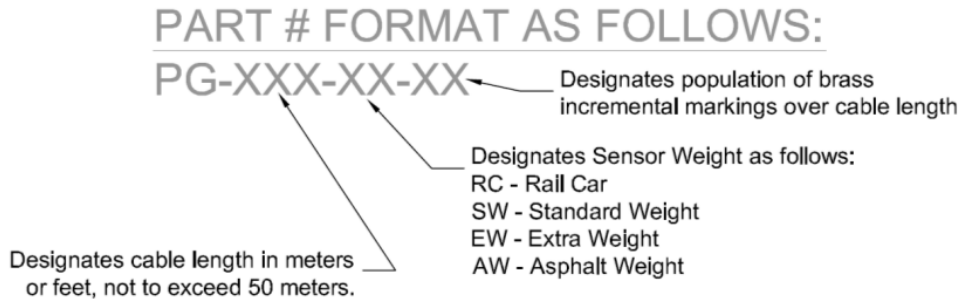 PART # FORMAT AS FOLLOWS:
PG-XXX-XX-XX
Designates population of brass
incremental markings over cable length
Designates Sensor Weight as follows:
RC - Rail Car
SW - Standard Weight
EW - Extra Weight
AW - Asphalt Weight
Designates cable length in meters
or feet, not to exceed 50 meters.